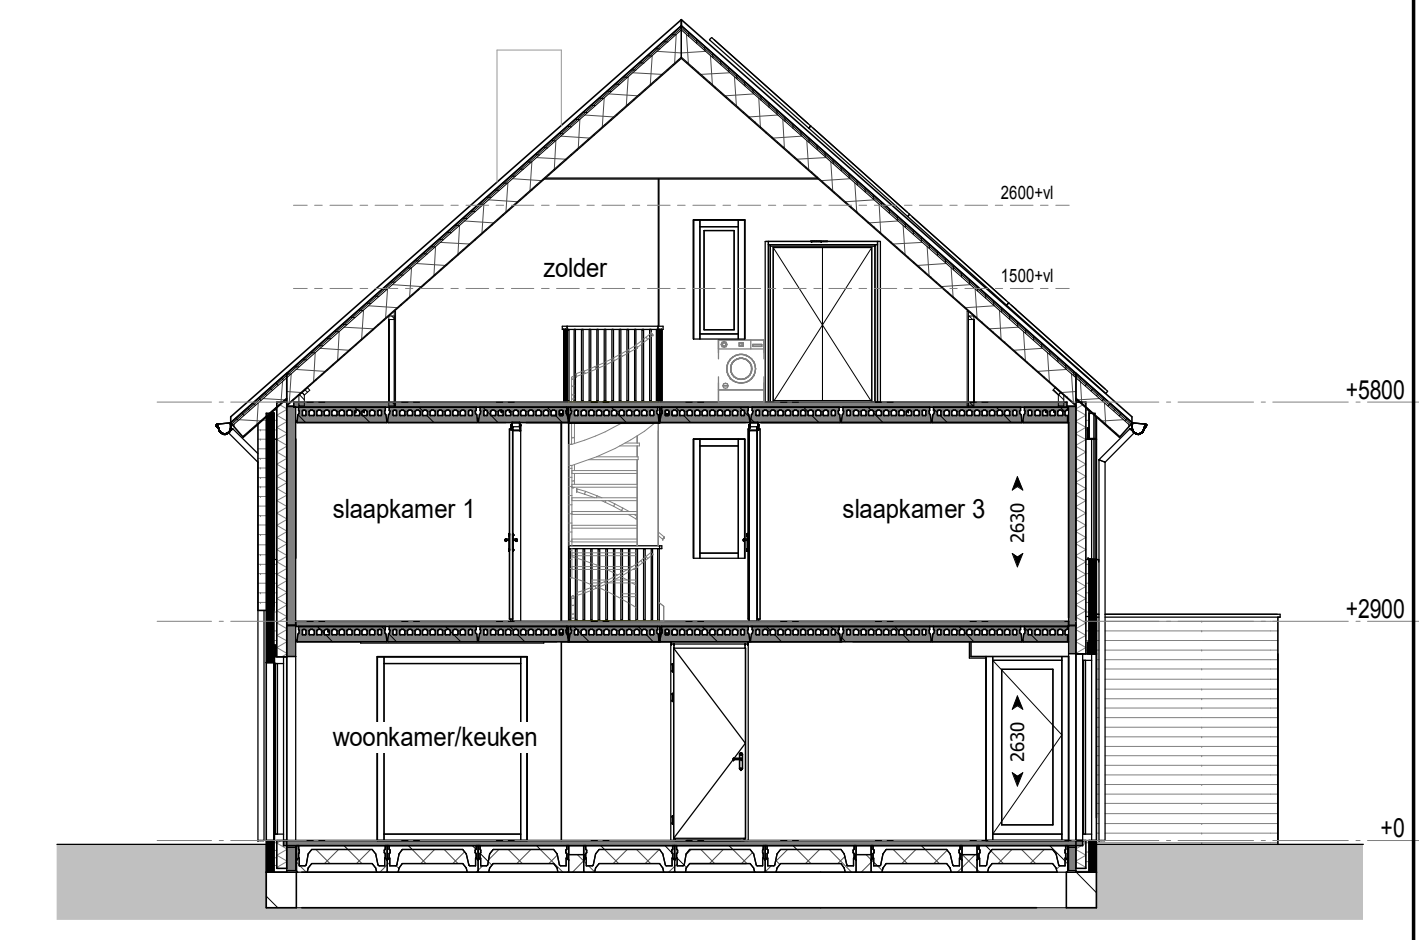 2600+vl
zolder
1500+vl
+5800
slaapkamer 1
slaapkamer 3
2630
+2900
woonkamer/keuken
2630
+0